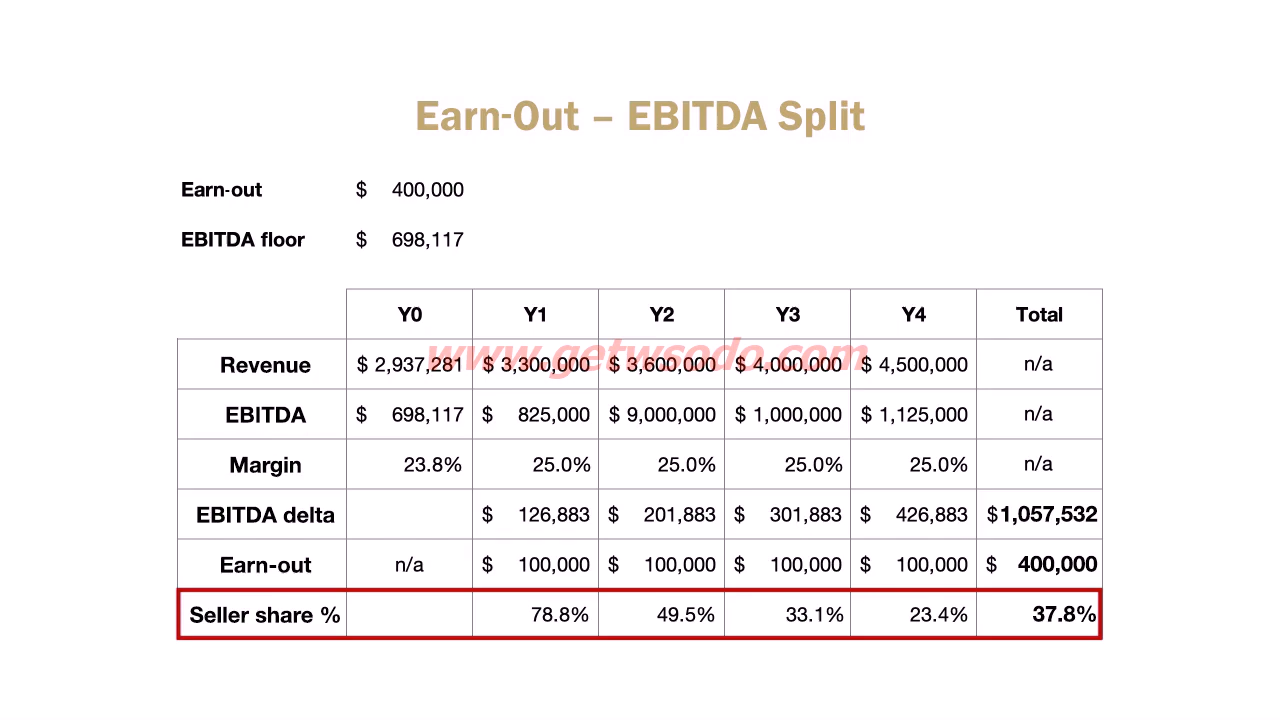 Earn-Out – EBITDA Split
Earn-out $ 400,000
EBITDA floor $ 698,117
Y0 Y1 Y2 Y3 Y4 Total
Revenue $ 2,937,281 $ 3,300,000 $ 3,600,000 $ 4,000,000 $ 4,500,000 n/a
www.getwsodo.com
EBITDA $ 698,117 $ 825,000 $ 9,000,000 $ 1,000,000 $ 1,125,000 n/a
Margin 23.8% 25.0% 25.0% 25.0% 25.0% n/a
EBITDA delta $ 126,883 $ 201,883 $ 301,883 $ 426,883 $1,057,532
Earn-out n/a $ 100,000 $ 100,000 $ 100,000 $ 100,000 $ 400,000
Seller share % 78.8% 49.5% 33.1% 23.4% 37.8%